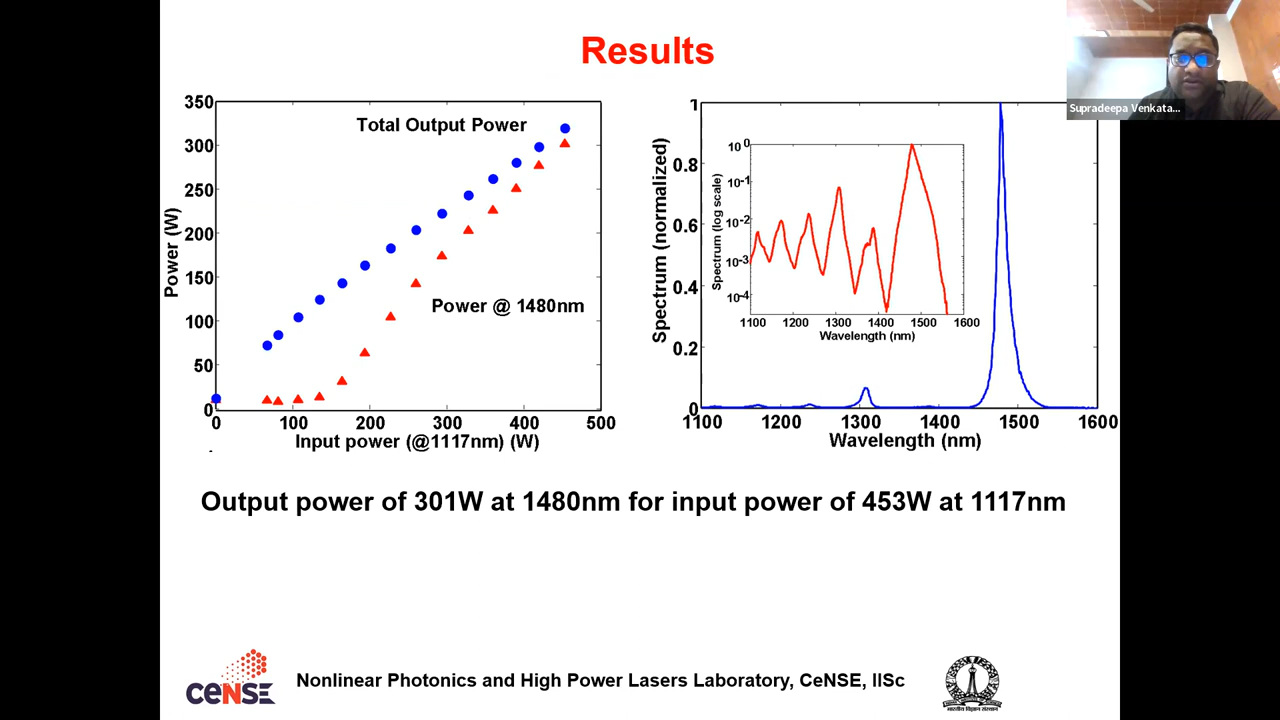 Results
Supradeepa Venkata...
350
300
250
200
150
100
50
0
Power (W)
Total Output Power
Power @ 1480nm
0 100 200 300 400 500
Input power (@1117nm) (W)
1
0.8
0.6
0.4
0.2
0
Spectrum (normalized)
10^0
10^-1
10^-2
10^-3
10^-4
Spectrum (log scale)
1100 1200 1300 1400 1500 1600
Wavelength (nm)
1100 1200 1300 1400 1500 1600
Wavelength (nm)
Output power of 301W at 1480nm for input power of 453W at 1117nm
ceNSE
Nonlinear Photonics and High Power Lasers Laboratory, CeNSE, IISc